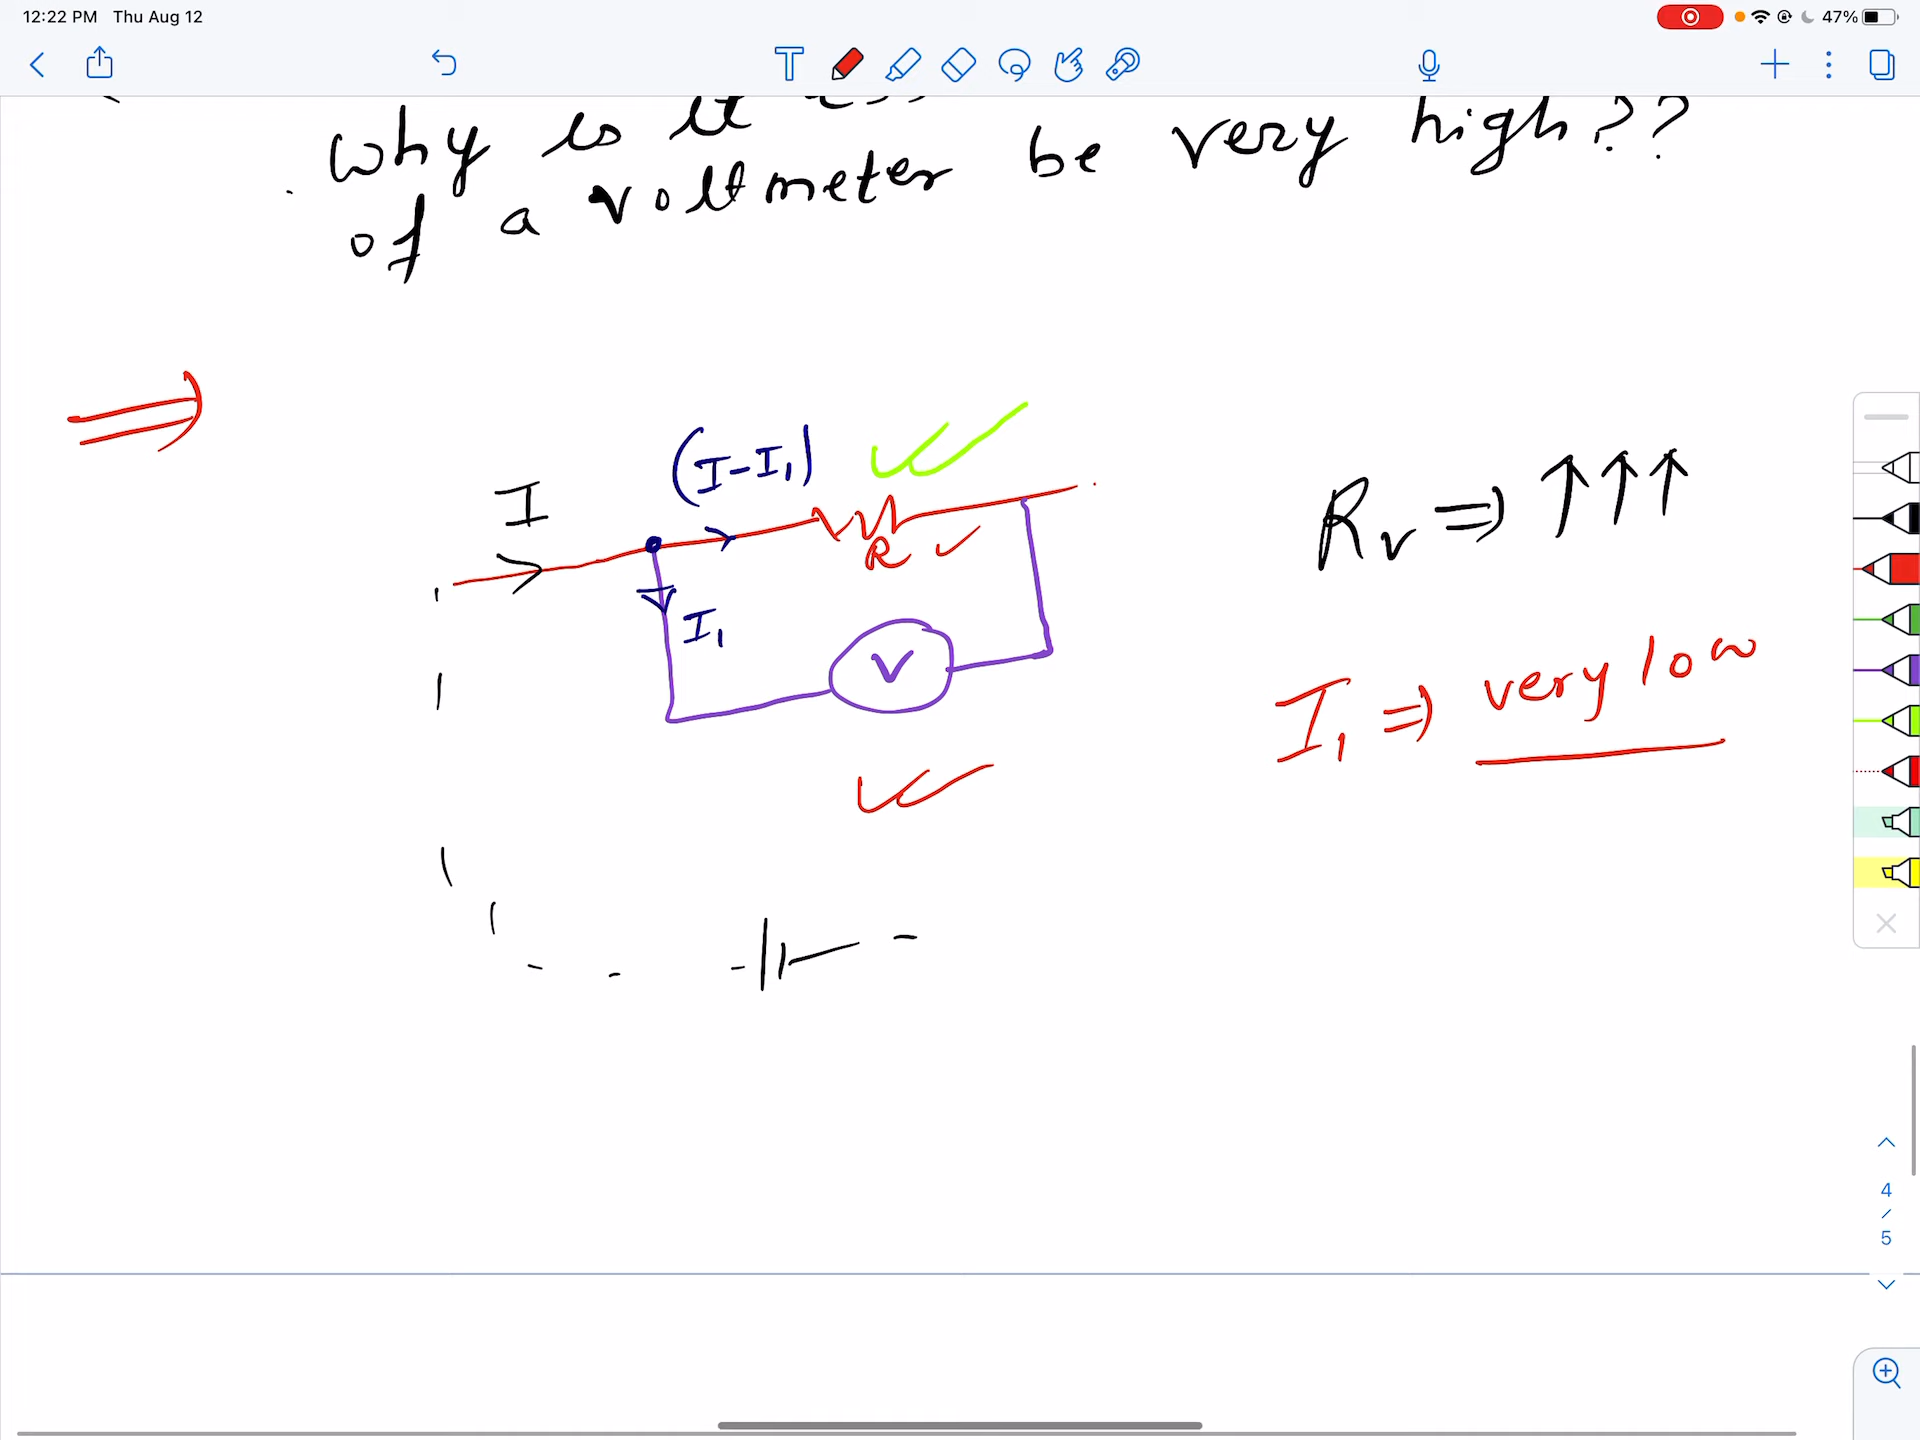 12:22 PM Thu Aug 12
47%
T
why is it
of a voltmeter be very high??
(I-I₁)
I
R
I₁
V
Rv ⇒ ↑↑↑
I₁ ⇒ very low
4
/
5